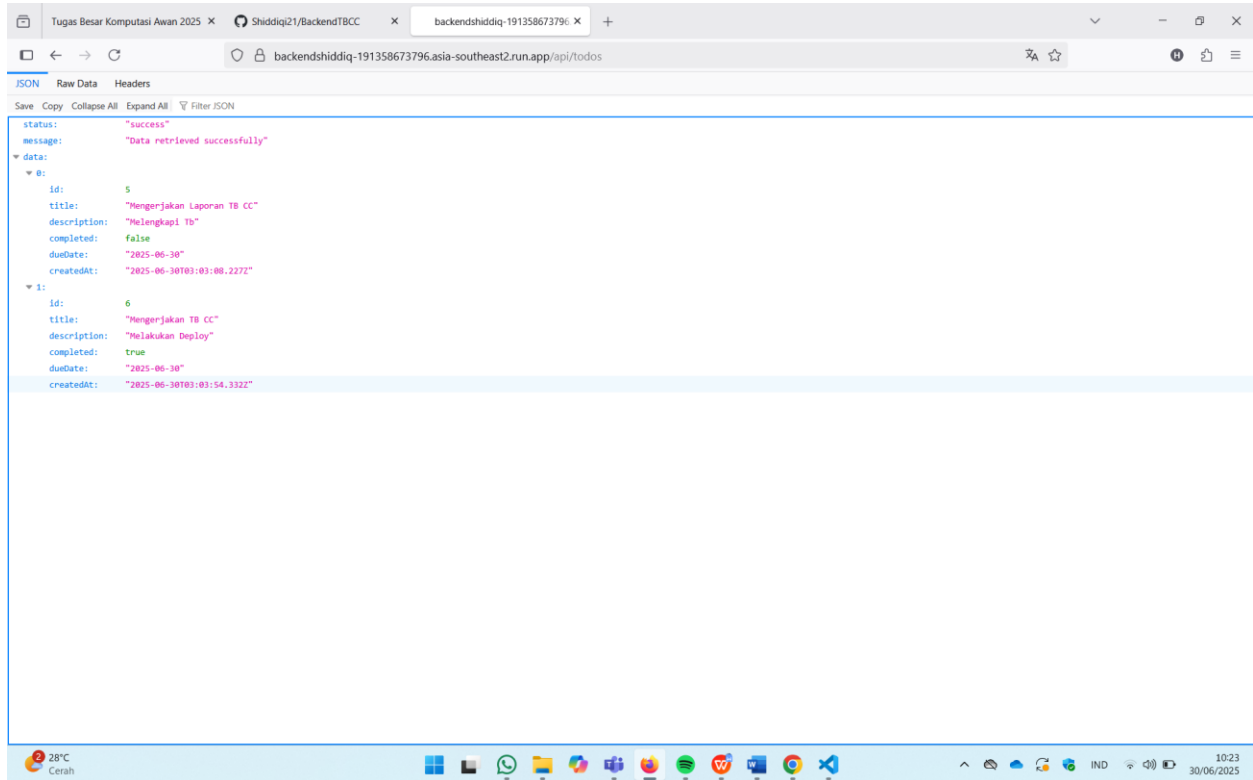 Tugas Besar Komputasi Awan 2025
Shiddiqi21/BackendTBCC
backendshiddiq-191358673796
backendshiddiq-191358673796.asia-southeast2.run.app/api/todos
H
JSON Raw Data Headers
Save Copy Collapse All Expand All Filter JSON
status: "success"
message: "Data retrieved successfully"
data:
0:
id: 5
title: "Mengerjakan Laporan TB CC"
description: "Melengkapi Tb"
completed: false
dueDate: "2025-06-30"
createdAt: "2025-06-30T03:03:08.227Z"
1:
id: 6
title: "Mengerjakan TB CC"
description: "Melakukan Deploy"
completed: true
dueDate: "2025-06-30"
createdAt: "2025-06-30T03:03:54.332Z"
2
28°C
Cerah
IND
10:23
30/06/2025